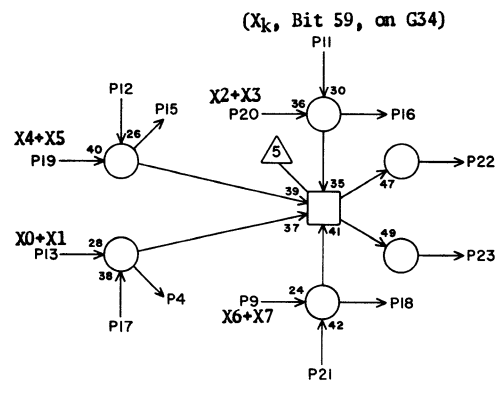 (Xk, Bit 59, on G34)
P11
P12
P15
X2+X3
36
30
P20
P16
X4+X5
26
40
P19
5
P22
39
35
47
X0+X1
28
37
41
49
P13
P23
38
P4
P9
24
P18
X6+X7
42
P17
P21